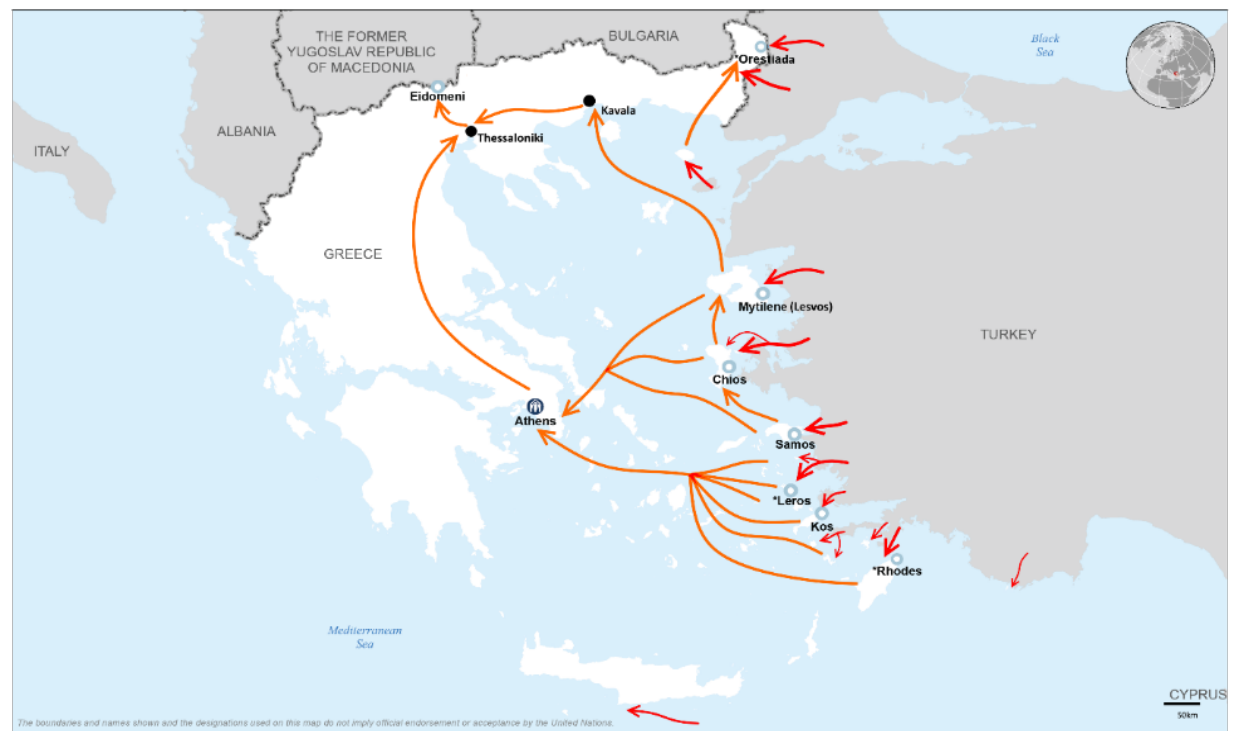 THE FORMER
YUGOSLAV REPUBLIC
OF MACEDONIA
BULGARIA
Black
Sea
*Orestiada
Eidomeni
Kavala
ALBANIA
Thessaloniki
ITALY
GREECE
Mytilene (Lesvos)
TURKEY
Chios
Athens
Samos
*Leros
Kos
*Rhodes
Mediterranean
Sea
CYPRUS
50km
The boundaries and names shown and the designations used on this map do not imply official endorsement or acceptance by the United Nations.